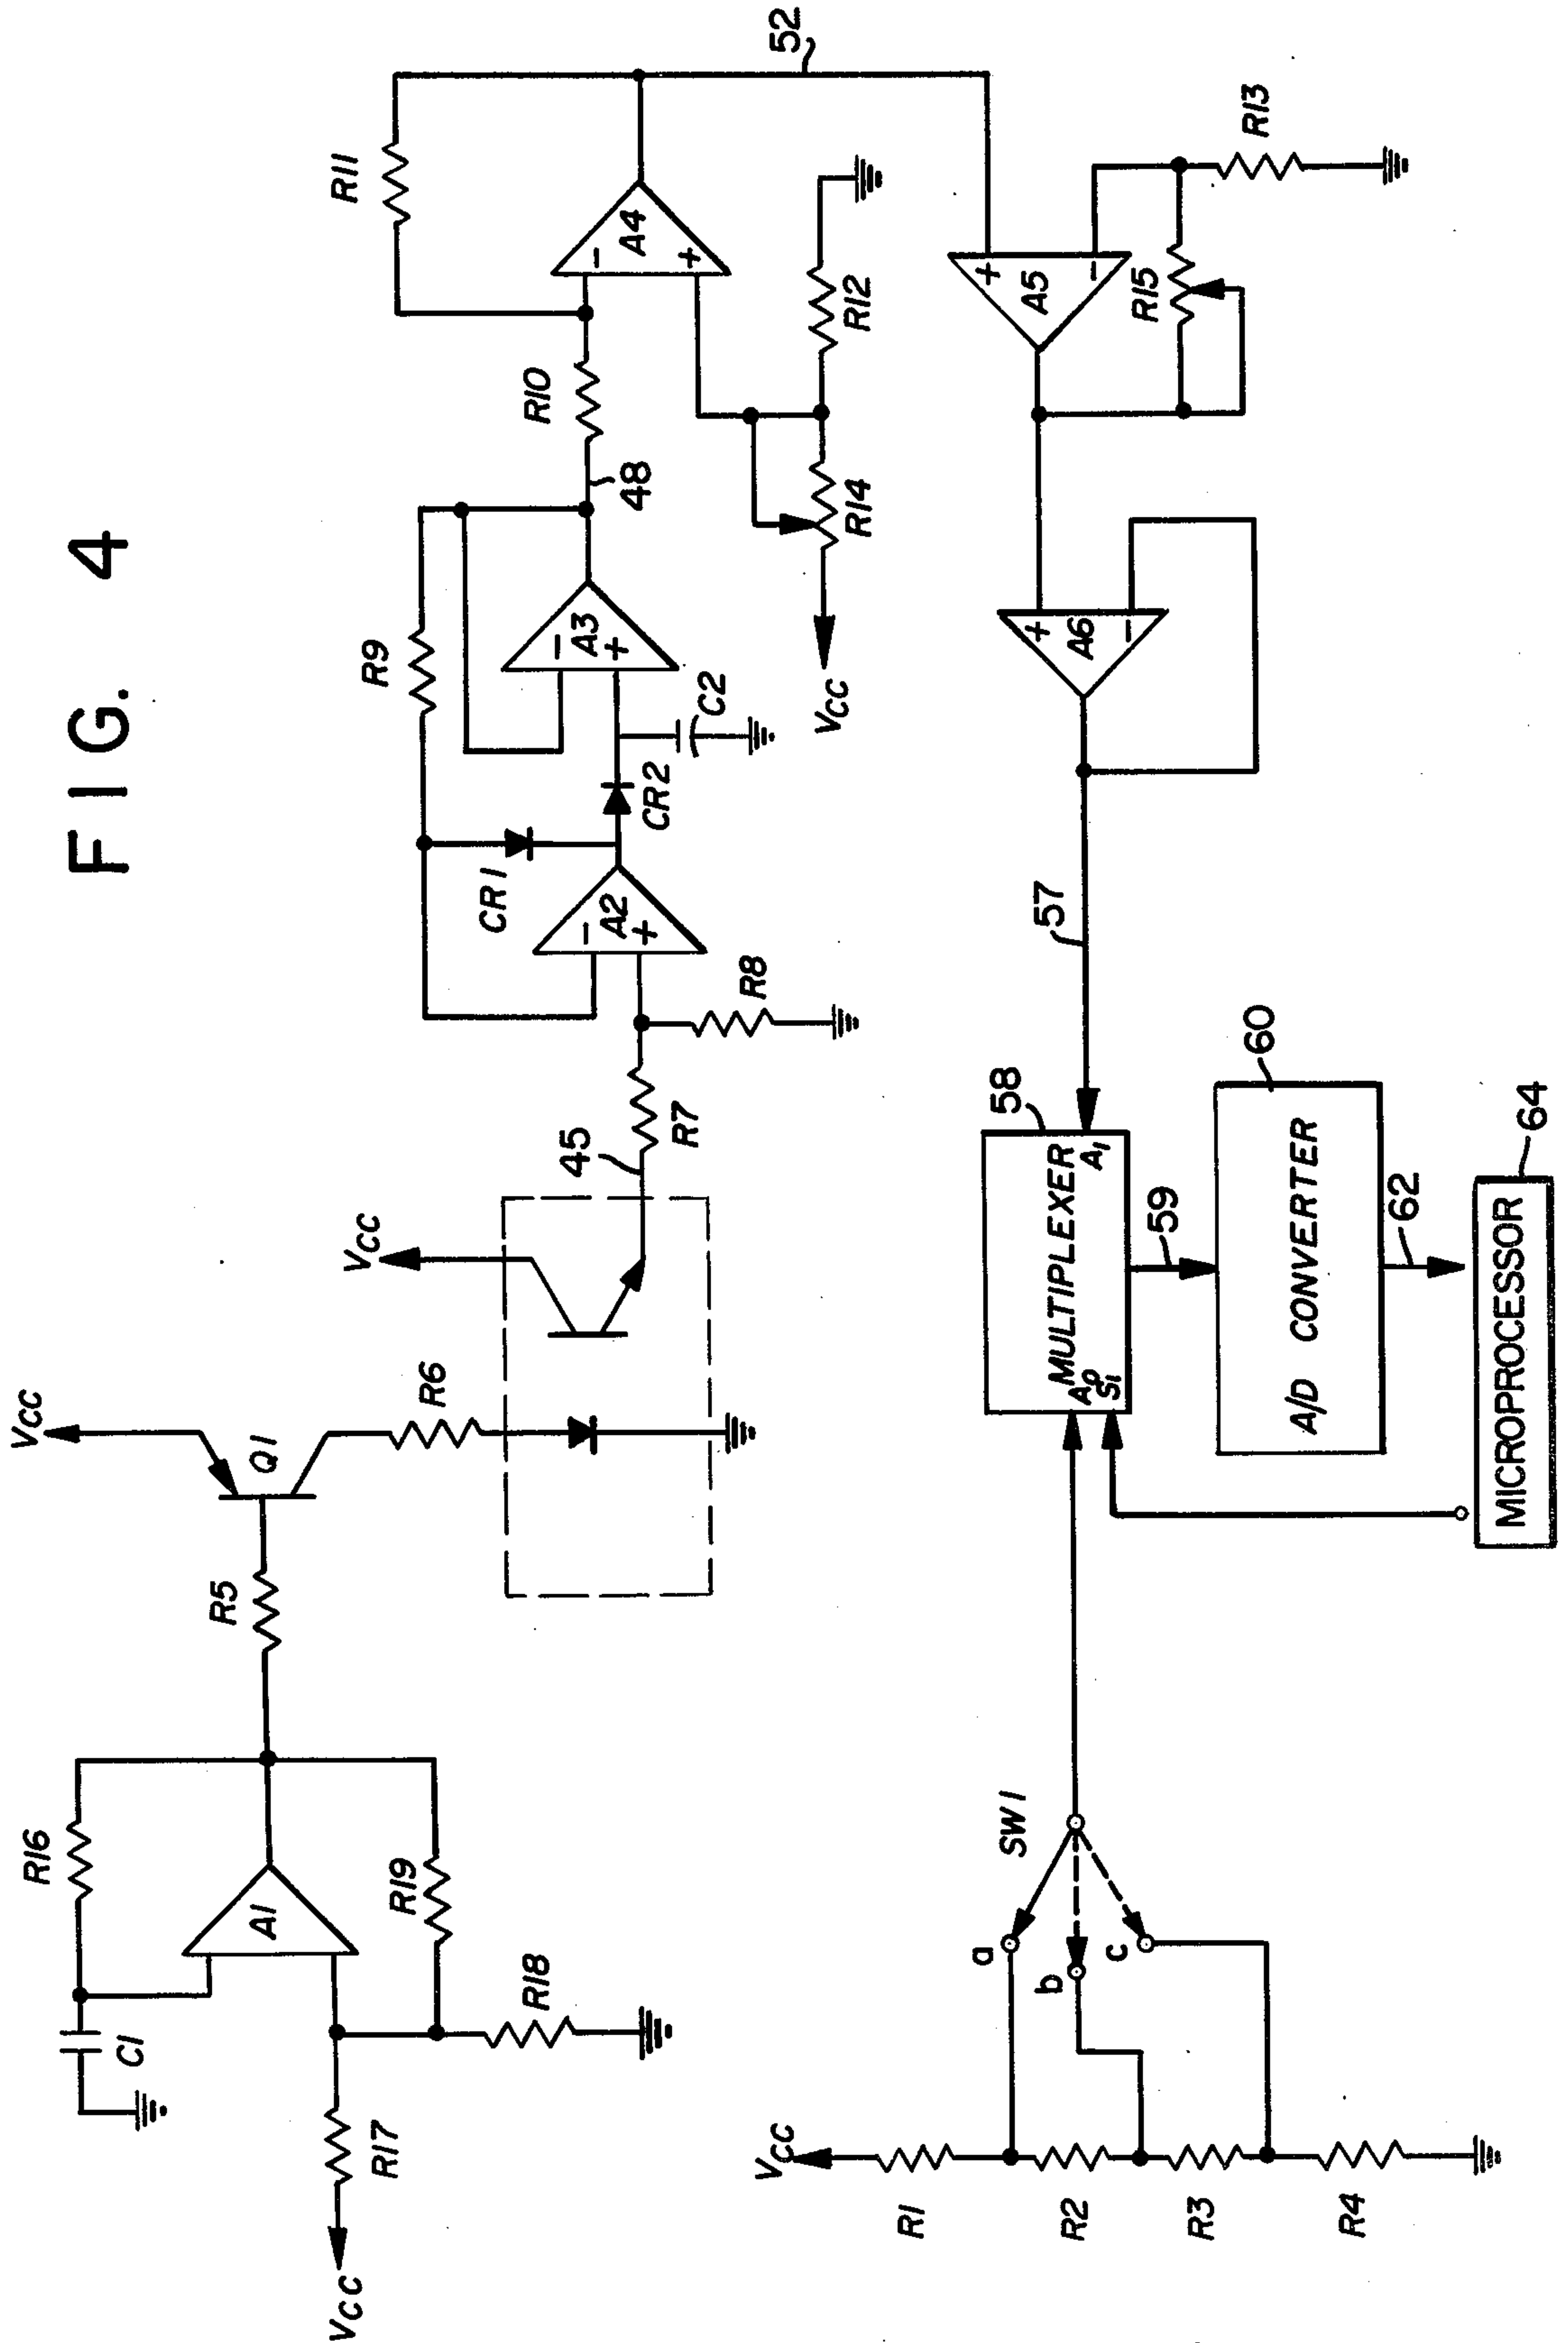 FIG. 4
VCC
R17
C1
R18
R16
A1
R19
R5
Q1
VCC
R6
VCC
45
R7
R8
−
A2
+
CR1
CR2
C2
R9
−
A3
+
48
R10
R11
−
A4
+
R12
R14
VCC
52
VCC
R1
R2
R3
R4
a
b
c
SW1
MULTIPLEXER
A0
S1
A1
58
59
A/D CONVERTER
60
62
MICROPROCESSOR
64
57
+
A6
−
+
A5
−
R15
R13